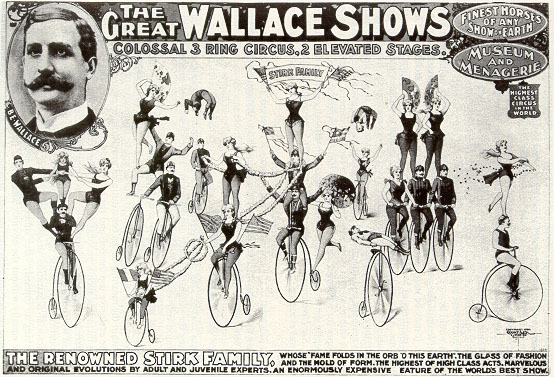 THE GREAT WALLACE SHOWS
COLOSSAL 3 RING CIRCUS, 2 ELEVATED STAGES.
FINEST HORSES
OF ANY
SHOW ON EARTH
MUSEUM
AND
MENAGERIE
THE
HIGHEST
CLASS
CIRCUS
IN THE
WORLD
B.E. WALLACE
STIRK FAMILY
THE RENOWNED STIRK FAMILY, WHOSE "FAME FOLDS IN THE ORB O THIS EARTH". THE GLASS OF FASHION
AND THE MOLD OF FORM. THE HIGHEST OF HIGH CLASS ACTS. MARVELOUS
AND ORIGINAL EVOLUTIONS BY ADULT AND JUVENILE EXPERTS. AN ENORMOUSLY EXPENSIVE EATURE OF THE WORLDS BEST SHOW.